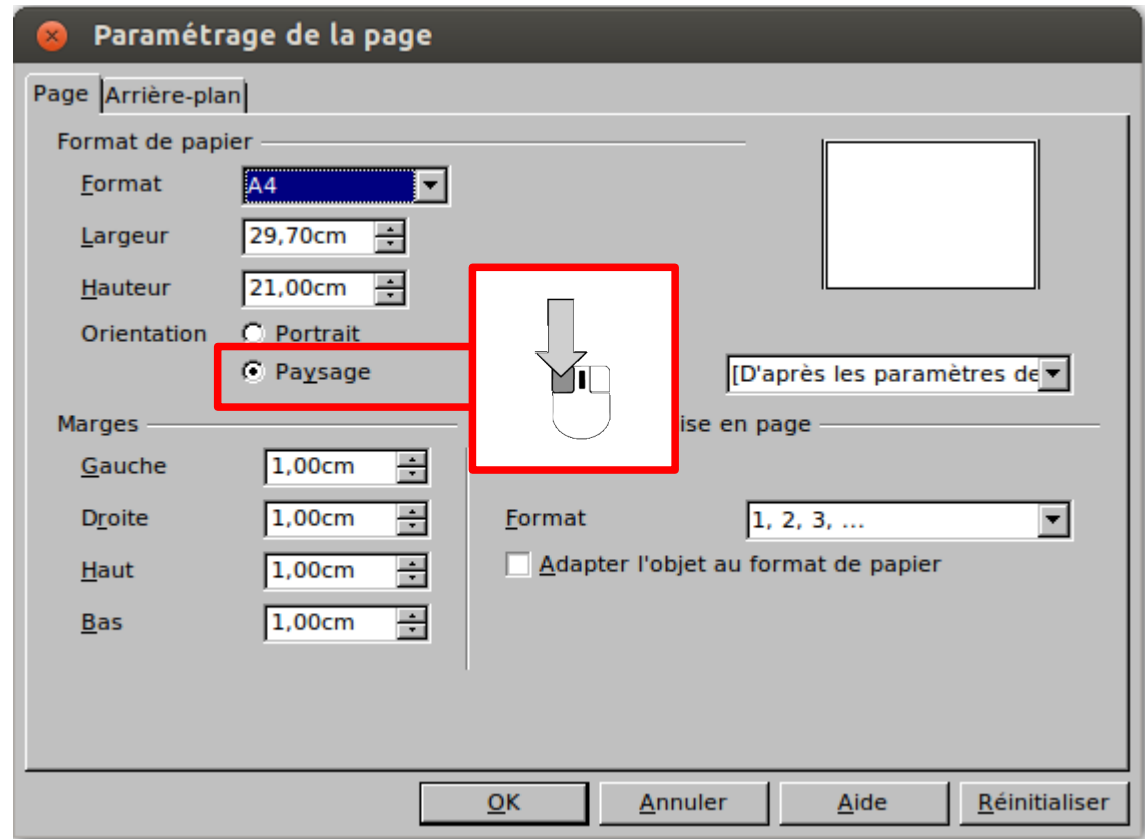 Paramétrage de la page
Page Arrière-plan
Format de papier
Format A4
Largeur 29,70cm
Hauteur 21,00cm
Orientation Portrait
Paysage
[D'après les paramètres de
Marges
ise en page
Gauche 1,00cm
Droite 1,00cm
Format 1, 2, 3, ...
Haut 1,00cm
Adapter l'objet au format de papier
Bas 1,00cm
OK Annuler Aide Réinitialiser